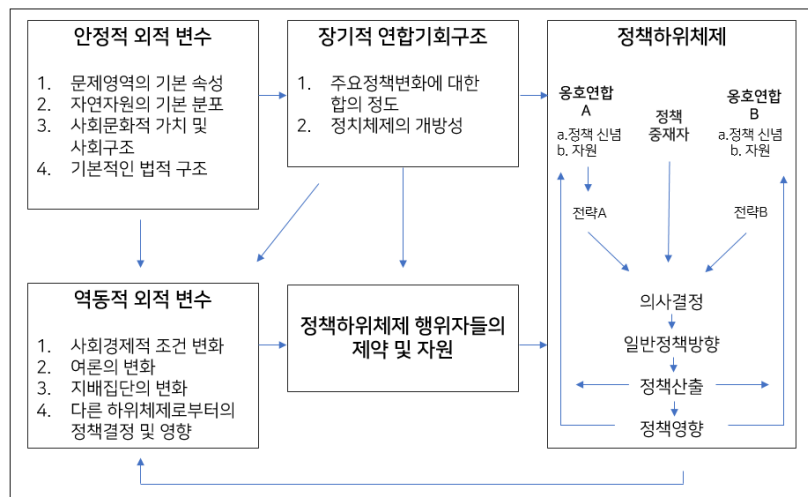 안정적 외적 변수
1. 문제영역의 기본 속성
2. 자연자원의 기본 분포
3. 사회문화적 가치 및
사회구조
4. 기본적인 법적 구조
장기적 연합기회구조
1. 주요정책변화에 대한
합의 정도
2. 정치체제의 개방성
정책하위체제
옹호연합
A
a.정책 신념
b. 자원
정책
중재자
옹호연합
B
a.정책 신념
b. 자원
전략A
전략B
의사결정
일반정책방향
정책산출
정책영향
역동적 외적 변수
1. 사회경제적 조건 변화
2. 여론의 변화
3. 지배집단의 변화
4. 다른 하위체제로부터의
정책결정 및 영향
정책하위체제 행위자들의
제약 및 자원